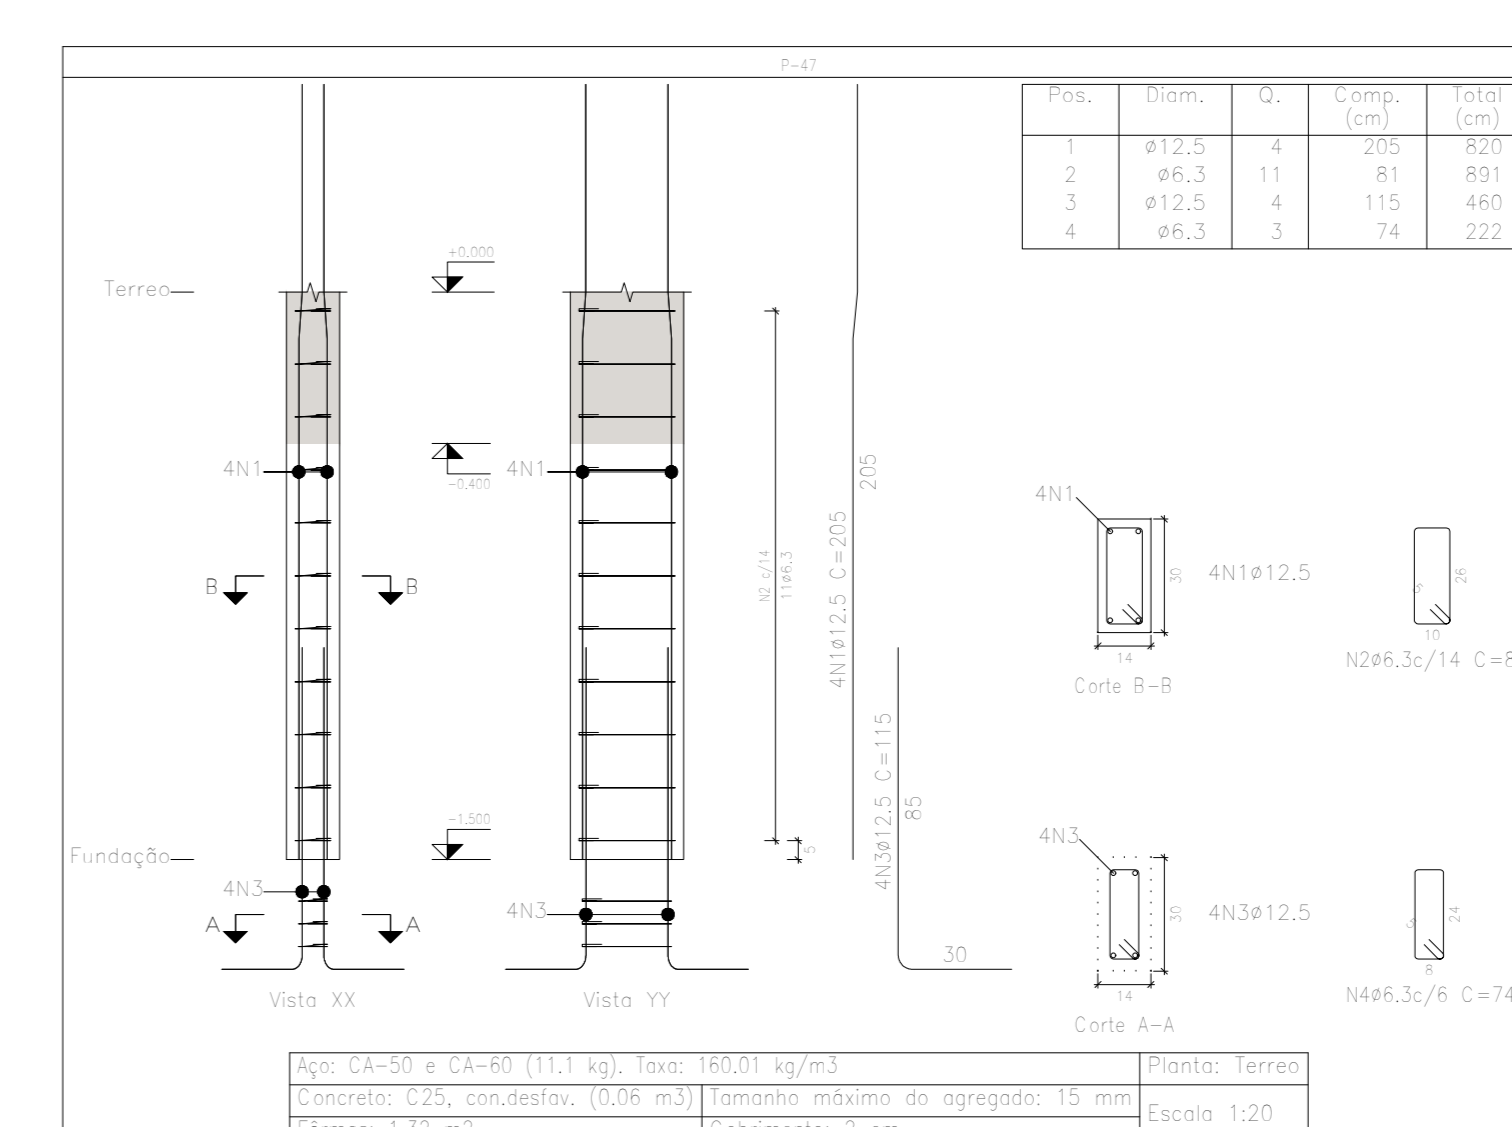 P-47
Pos. Diam. Q. Comp. (cm) Total (cm)
1 ø12.5 4 205 820
2 ø6.3 11 81 891
3 ø12.5 4 115 460
4 ø6.3 3 74 222
+0.000
Terreo
4N1
4N1
-0.400
205
4N1ø12.5 C=205
N2 c/14
11ø6.3
B B
4N1
30
4N1ø12.5
14
Corte B-B
5
26
10
N2ø6.3c/14 C=8
-1.500
Fundação
5
4N3ø12.5 C=115
85
30
4N3
4N3
A A
Vista XX
Vista YY
4N3
30
4N3ø12.5
14
Corte A-A
5
24
8
N4ø6.3c/6 C=74
Aço: CA-50 e CA-60 (11.1 kg). Taxa: 160.01 kg/m3
Planta: Terreo
Concreto: C25, con.desfav. (0.06 m3)
Tamanho máximo do agregado: 15 mm
Escala 1:20